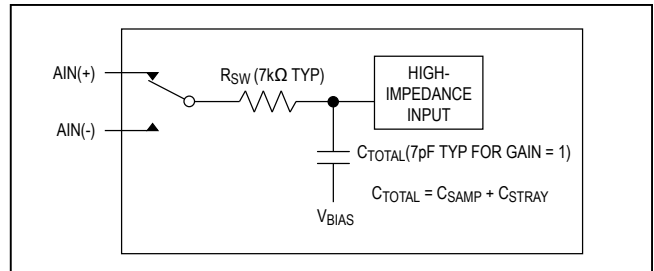 AIN(+)
RSW (7kΩ TYP)
HIGH-
IMPEDANCE
INPUT
AIN(-)
CTOTAL(7pF TYP FOR GAIN = 1)
CTOTAL = CSAMP + CSTRAY
VBIAS